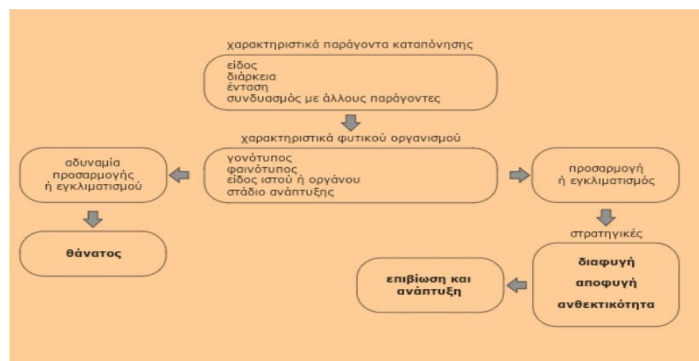 χαρακτηριστικά παράγοντα καταπόνησης
είδος
διάρκεια
ένταση
συνδυασμός με άλλους παράγοντες
χαρακτηριστικά φυτικού οργανισμού
αδυναμία
προσαρμογής
ή εγκλιματισμού
γονότυπος
φαινότυπος
είδος ιστού ή οργάνου
στάδιο ανάπτυξης
προσαρμογή
ή εγκλιματισμός
θάνατος
στρατηγικές
διαφυγή
αποφυγή
ανθεκτικότητα
επιβίωση και
ανάπτυξη